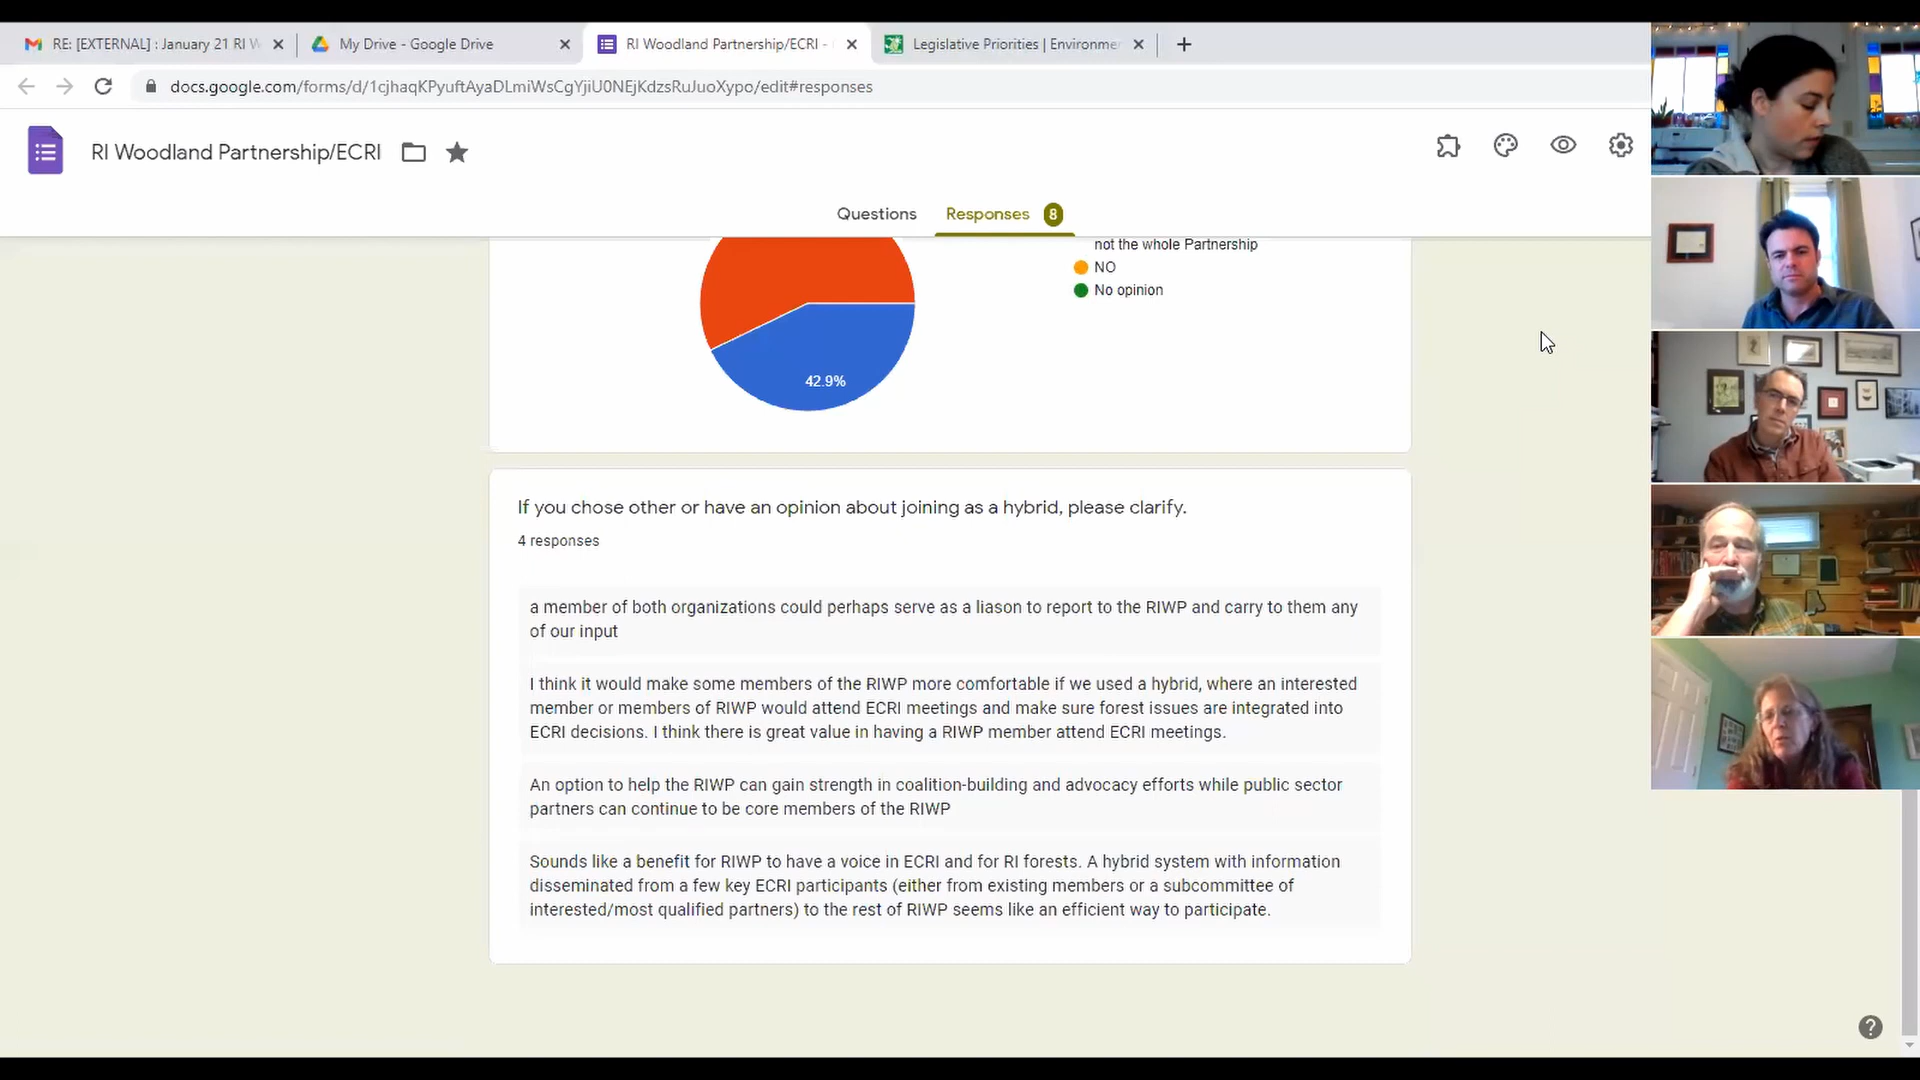 RE: [EXTERNAL] : January 21 RI W
My Drive - Google Drive
RI Woodland Partnership/ECRI -
Legislative Priorities | Environme
docs.google.com/forms/d/1cjhaqKPyuftAyaDLmiWsCgYjiU0NEjKdzsRuJuoXypo/edit#responses
RI Woodland Partnership/ECRI
Questions
Responses 8
not the whole Partnership
NO
No opinion
42.9%
If you chose other or have an opinion about joining as a hybrid, please clarify.
4 responses
a member of both organizations could perhaps serve as a liason to report to the RIWP and carry to them any
of our input
I think it would make some members of the RIWP more comfortable if we used a hybrid, where an interested
member or members of RIWP would attend ECRI meetings and make sure forest issues are integrated into
ECRI decisions. I think there is great value in having a RIWP member attend ECRI meetings.
An option to help the RIWP can gain strength in coalition-building and advocacy efforts while public sector
partners can continue to be core members of the RIWP
Sounds like a benefit for RIWP to have a voice in ECRI and for RI forests. A hybrid system with information
disseminated from a few key ECRI participants (either from existing members or a subcommittee of
interested/most qualified partners) to the rest of RIWP seems like an efficient way to participate.